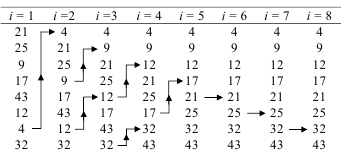 i = 1 i =2 i =3 i = 4 i = 5 i = 6 i = 7 i = 8
21 4 4 4 4 4 4 4
25 21 9 9 9 9 9 9
9 25 21 12 12 12 12 12
17 9 25 21 17 17 17 17
43 17 12 25 21 21 21 21
12 43 17 17 25 25 25 25
4 12 43 32 32 32 32 32
32 32 32 43 43 43 43 43